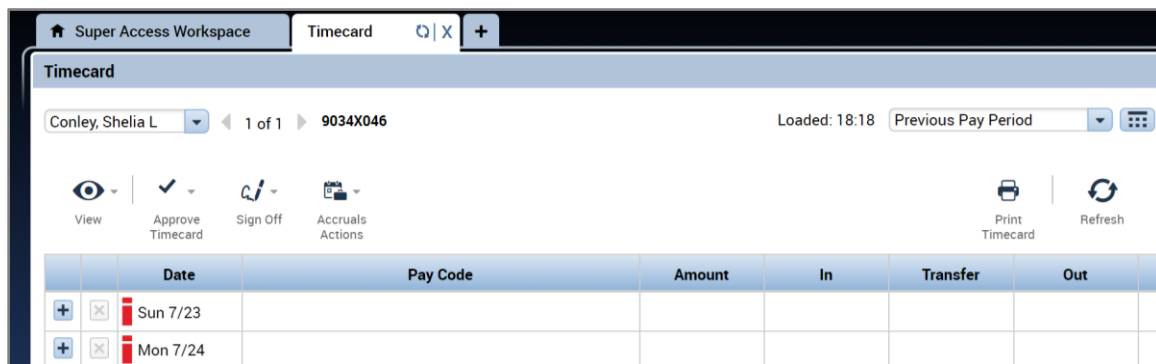 Super Access Workspace
Timecard
X
+
Timecard
Conley, Shelia L
1 of 1
9034X046
Loaded: 18:18
Previous Pay Period
View
Approve
Timecard
Sign Off
Accruals
Actions
Print
Timecard
Refresh
Date
Pay Code
Amount
In
Transfer
Out
+
Sun 7/23
+
Mon 7/24